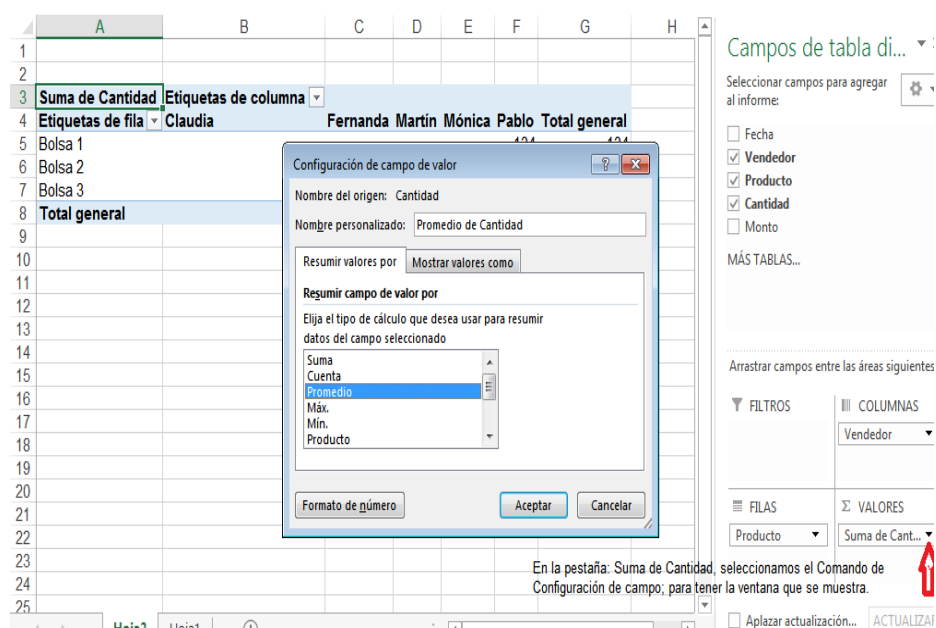 A B C D E F G H
1
2
3 Suma de Cantidad Etiquetas de columna
4 Etiquetas de fila Claudia Fernanda Martín Mónica Pablo Total general
5 Bolsa 1
6 Bolsa 2
7 Bolsa 3
8 Total general
9
10
11
12
13
14
15
16
17
18
19
20
21
22
23
24
25
Configuración de campo de valor
Nombre del origen: Cantidad
Nombre personalizado: Promedio de Cantidad
Resumir valores por Mostrar valores como
Resumir campo de valor por
Elija el tipo de cálculo que desea usar para resumir
datos del campo seleccionado
Suma
Cuenta
Promedio
Máx.
Mín.
Producto
Formato de número Aceptar Cancelar
En la pestaña: Suma de Cantidad, seleccionamos el Comando de
Configuración de campo; para tener la ventana que se muestra.
Campos de tabla di...
Seleccionar campos para agregar
al informe:
Fecha
Vendedor
Producto
Cantidad
Monto
MÁS TABLAS...
Arrastrar campos entre las áreas siguientes
FILTROS COLUMNAS
Vendedor
FILAS Σ VALORES
Producto Suma de Cant...
Aplazar actualización...